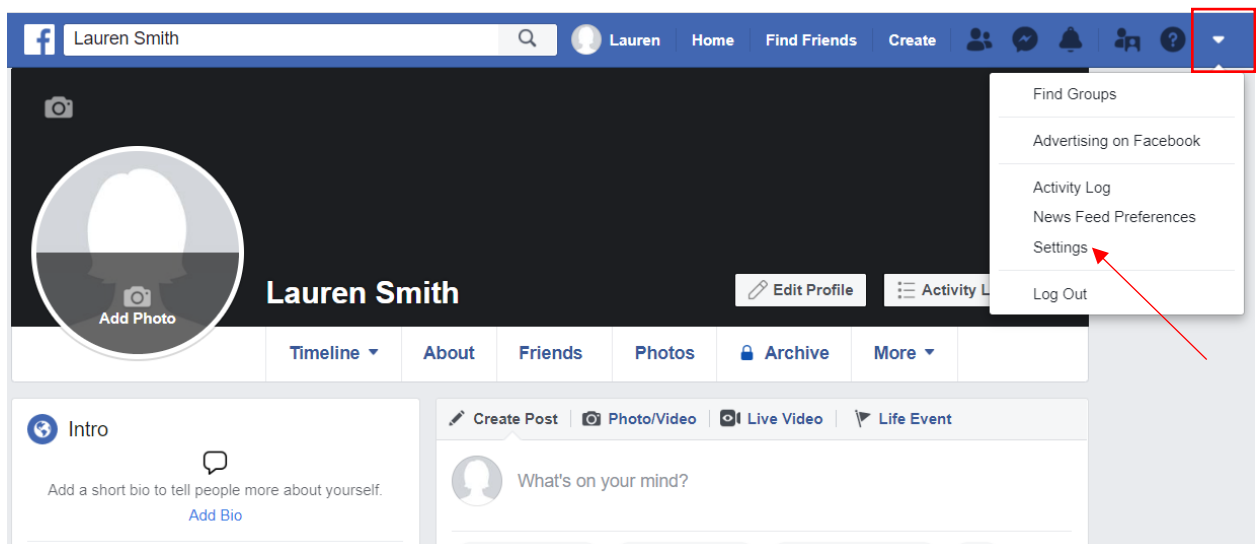 f Lauren Smith Lauren Home Find Friends Create
Find Groups
Advertising on Facebook
Activity Log
News Feed Preferences
Settings
Log Out
Add Photo
Lauren Smith
Edit Profile
Activity L
Timeline About Friends Photos Archive More
Intro
Add a short bio to tell people more about yourself.
Add Bio
Create Post Photo/Video Live Video Life Event
What's on your mind?